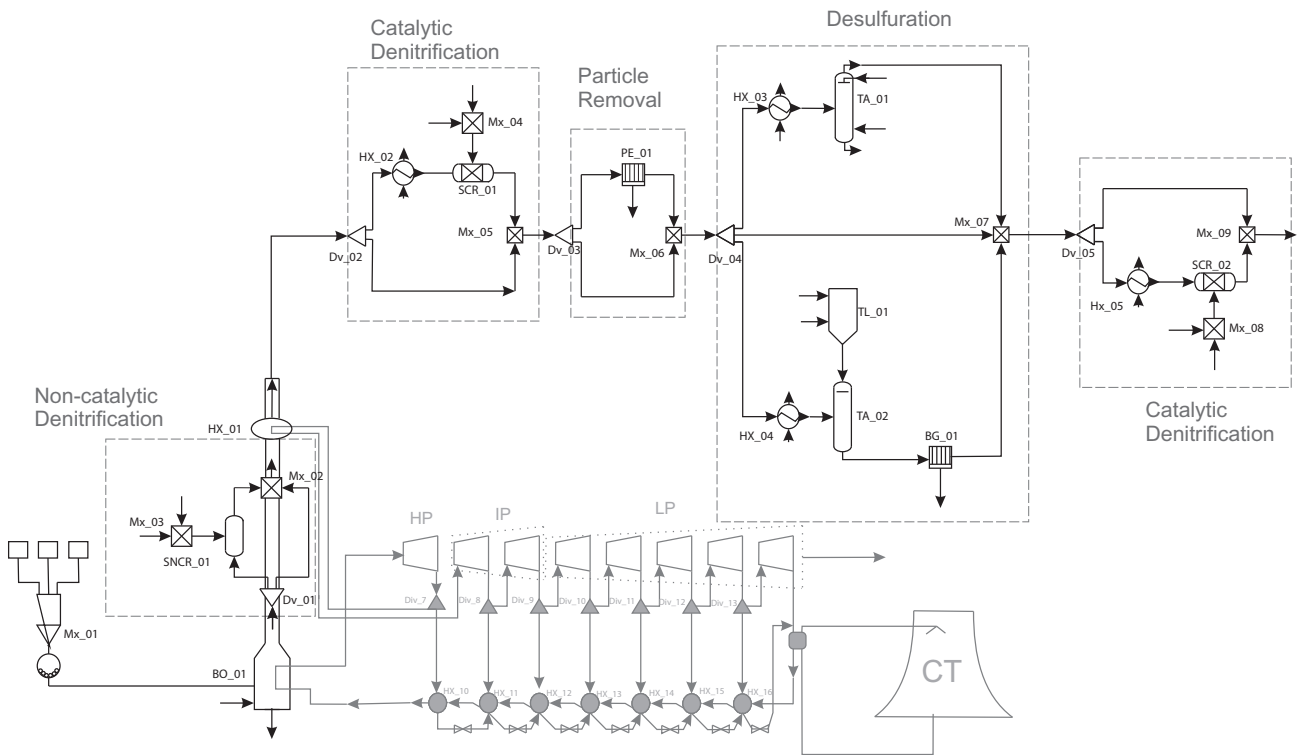 Desulfuration
Catalytic
Denitrification
Particle
Removal
HX_03
TA_01
Mx_04
HX_02
SCR_01
PE_01
Mx_05
Mx_06
Mx_07
Mx_09
Dv_02
Dv_03
Dv_04
Dv_05
SCR_02
Hx_05
Mx_08
TL_01
HX_04
TA_02
BG_01
Catalytic
Denitrification
Non-catalytic
Denitrification
HX_01
Mx_02
Mx_03
SNCR_01
Dv_01
Mx_01
BO_01
HP
IP
LP
Div_7
Div_8
Div_9
Div_10
Div_11
Div_12
Div_13
HX_10
HX_11
HX_12
HX_13
HX_14
HX_15
HX_16
CT